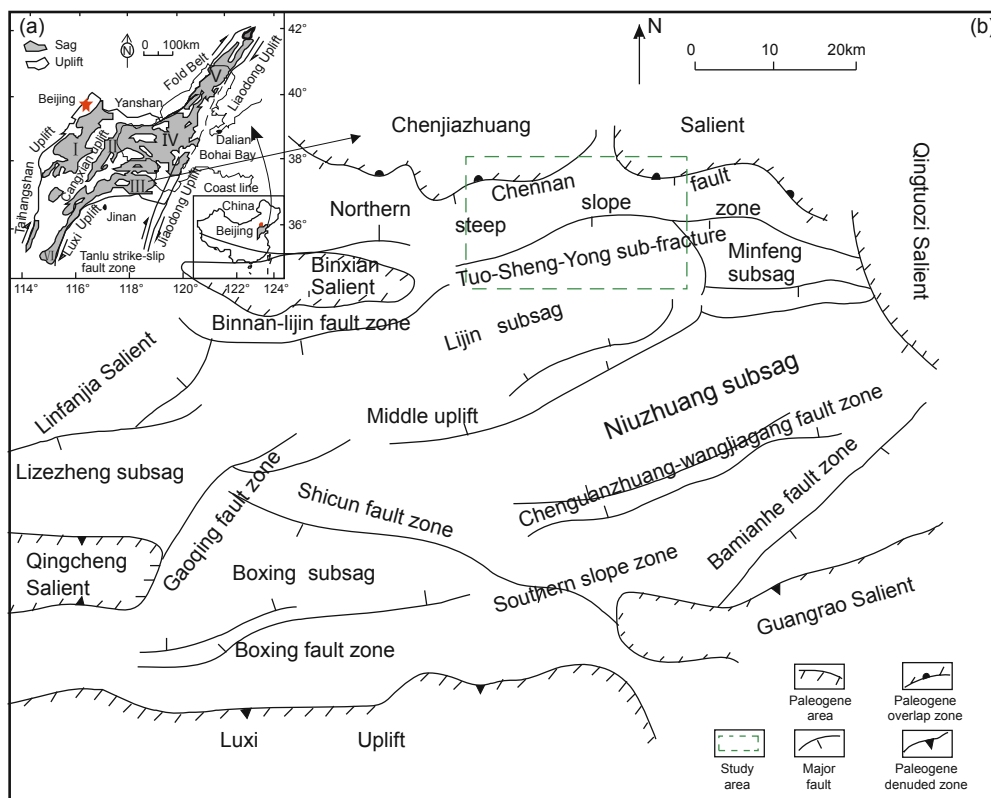 (a)
Sag
Uplift
N
0 100km
42°
40°
38°
36°
114°
116°
118°
120°
122°
124°
Beijing
Yanshan
Fold Belt
Liaodong Uplift
Taihangshan
Uplift
Cangxian uplift
I
II
III
IV
V
VI
Dalian
Bohai Bay
Coast line
Jiaodong Uplift
Luxi Uplift
Jinan
Tanlu strike-slip
fault zone
China
Beijing
(b)
N
0 10 20km
Chenjiazhuang
Salient
Qingtuozi Salient
Chennan
fault
Northern
steep
slope
zone
Binxian
Salient
Tuo-Sheng-Yong sub-fracture
Minfeng
subsag
Binnan-lijin fault zone
Lijin subsag
Linfanjia Salient
Middle uplift
Niuzhuang subsag
Lizezheng subsag
Chenguanzhuang-wangjiagang fault zone
Shicun fault zone
Gaoqing fault zone
Bamianhe fault zone
Qingcheng
Salient
Boxing subsag
Southern slope zone
Guangrao Salient
Boxing fault zone
Luxi Uplift
Paleogene
area
Paleogene
overlap zone
Study
area
Major
fault
Paleogene
denuded zone